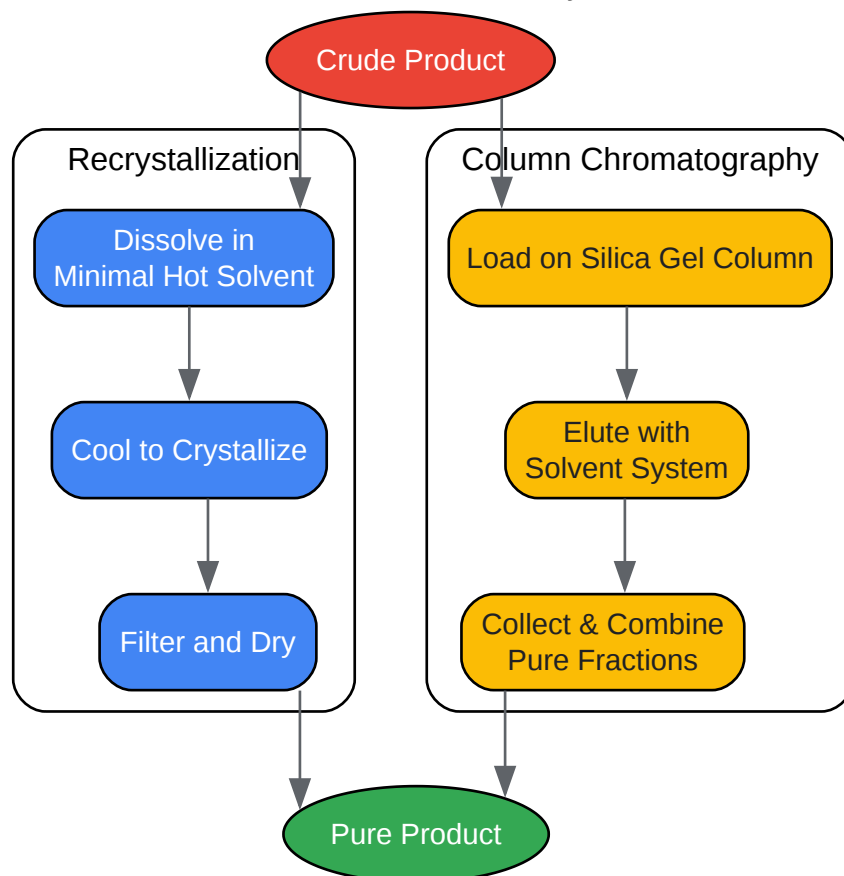 Crude Product
Recrystallization
Dissolve in
Minimal Hot Solvent
Cool to Crystallize
Filter and Dry
Column Chromatography
Load on Silica Gel Column
Elute with
Solvent System
Collect & Combine
Pure Fractions
Pure Product